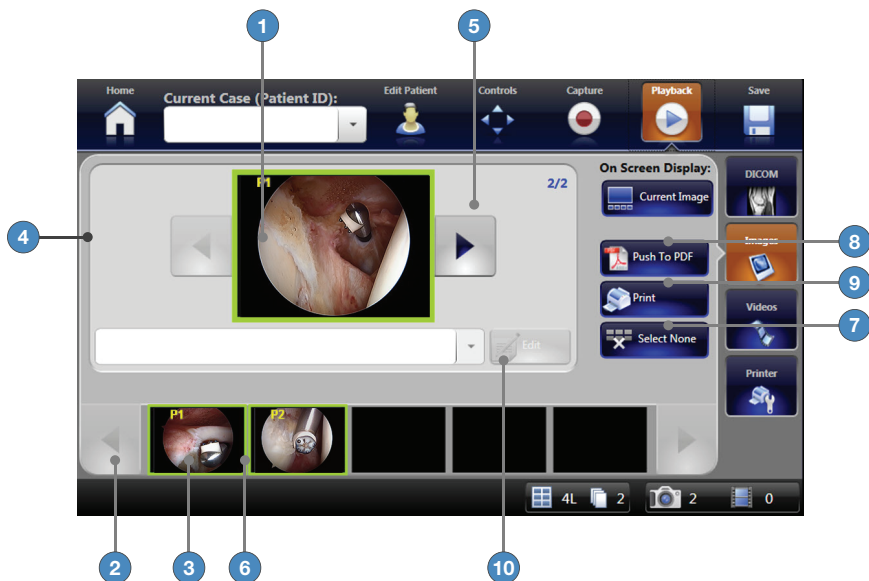 1
5
Home
Current Case (Patient ID):
Edit Patient
Controls
Capture
Playback
Save
P1
2/2
On Screen Display:
Current Image
DICOM
4
Images
8
Push To PDF
9
Print
Videos
7
Select None
Edit
Printer
P1
P2
4L
2
2
0
2
3
6
10